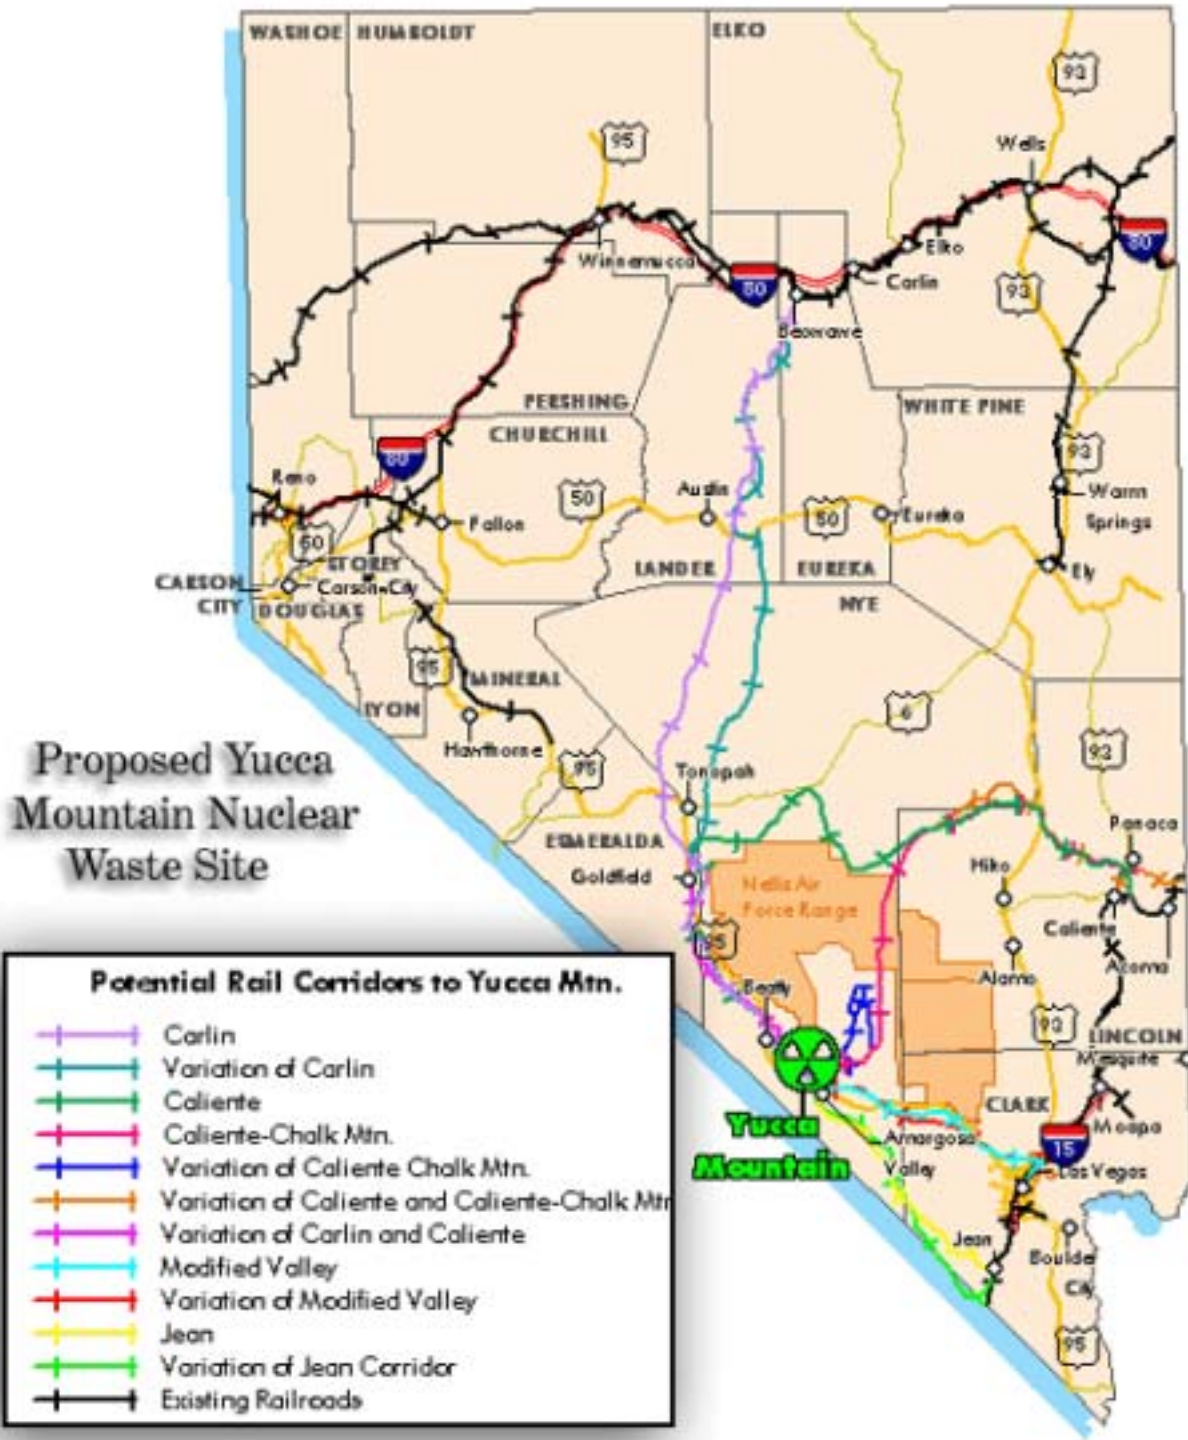 WASHOE
HUMBOLDT
ELKO
93
95
Wells
80
Elko
Winnemucca
80
Carlin
93
Beowawe
PERSHING
WHITE PINE
CHURCHILL
80
93
Reno
Austin
Warm
Springs
50
50
Eureka
Fallon
50
STOREY
LANDER
EUREKA
Ely
CARSON
CITY
Carson City
DOUGLAS
NYE
95
MINERAL
LYON
6
Hawthorne
93
95
Tonopah
Proposed Yucca
Mountain Nuclear
Waste Site
ESMERALDA
Panaca
Hiko
Goldfield
Nellis Air
Force Range
Caliente
95
Alamo
Acoma
Beatty
93
LINCOLN
Mesquite
CLARK
Moapa
Yucca
Mountain
Amargosa
Valley
15
Las Vegas
Jean
Boulder
City
95
Potential Rail Corridors to Yucca Mtn.
Carlin
Variation of Carlin
Caliente
Caliente-Chalk Mtn.
Variation of Caliente Chalk Mtn.
Variation of Caliente and Caliente-Chalk Mtn
Variation of Carlin and Caliente
Modified Valley
Variation of Modified Valley
Jean
Variation of Jean Corridor
Existing Railroads